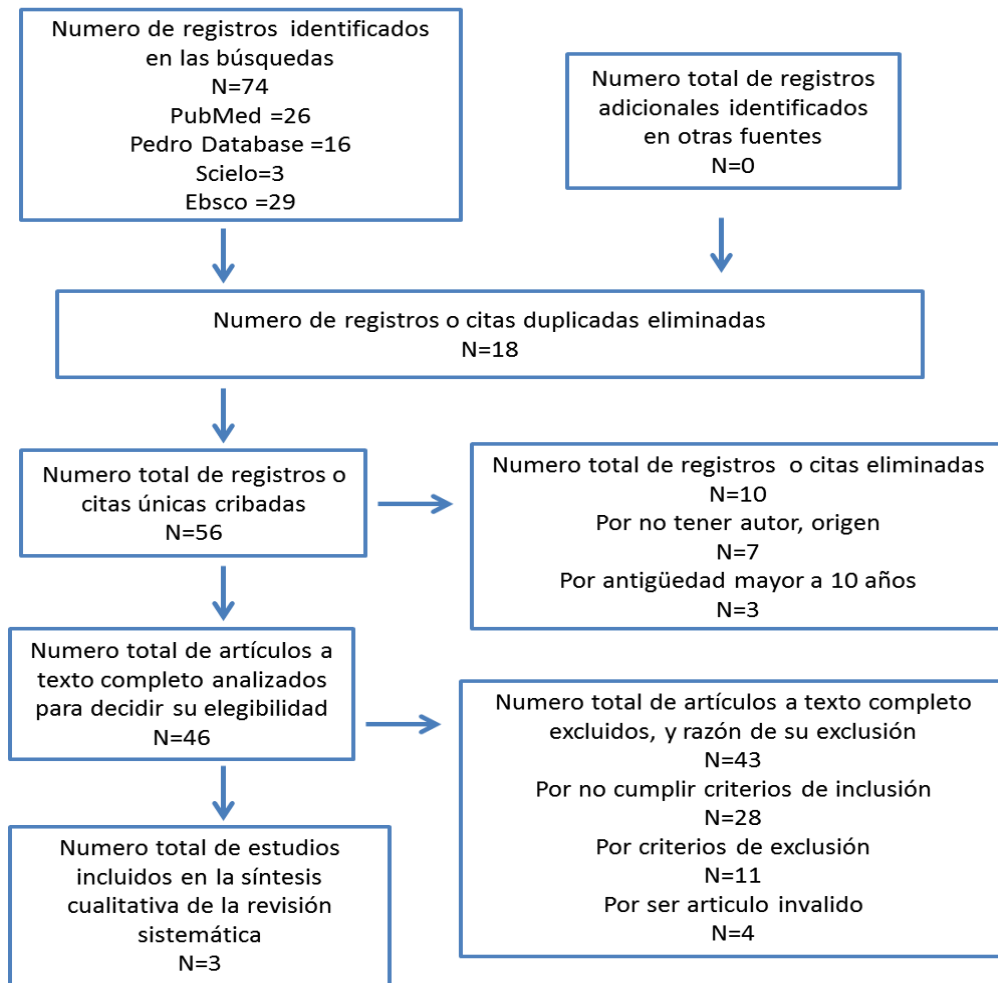 Numero de registros identificados
en las búsquedas
N=74
PubMed =26
Pedro Database =16
Scielo=3
Ebsco =29
Numero total de registros
adicionales identificados
en otras fuentes
N=0
Numero de registros o citas duplicadas eliminadas
N=18
Numero total de registros o
citas únicas cribadas
N=56
Numero total de registros  o citas eliminadas
N=10
Por no tener autor, origen
N=7
Por antigüedad mayor a 10 años
N=3
Numero total de artículos a
texto completo analizados
para decidir su elegibilidad
N=46
Numero total de artículos a texto completo
excluidos, y razón de su exclusión
N=43
Por no cumplir criterios de inclusión
N=28
Por criterios de exclusión
N=11
Por ser articulo invalido
N=4
Numero total de estudios
incluidos en la síntesis
cualitativa de la revisión
sistemática
N=3